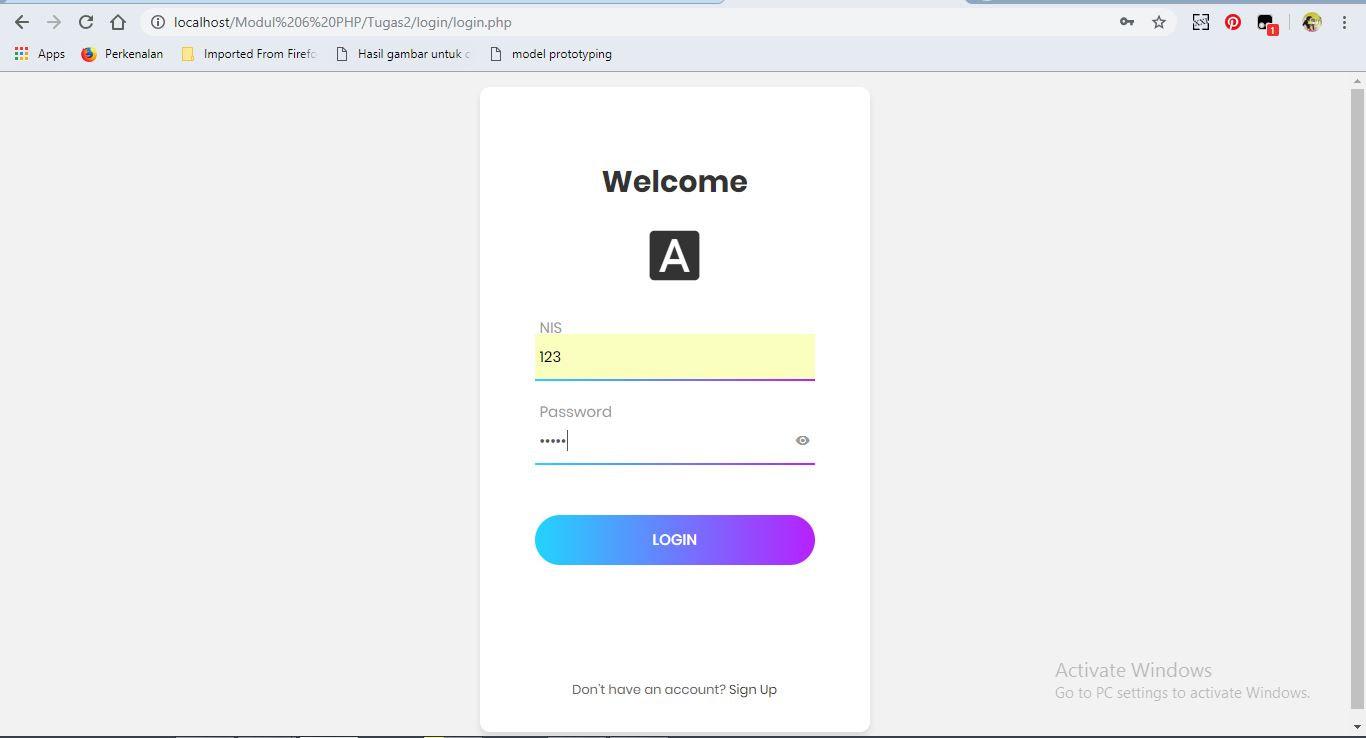 localhost/Modul%206%20PHP/Tugas2/login/login.php
1
Apps Perkenalan Imported From Firefo Hasil gambar untuk c model prototyping
Welcome
A
NIS
123
Password
•••••
LOGIN
Don't have an account? Sign Up
Activate Windows
Go to PC settings to activate Windows.